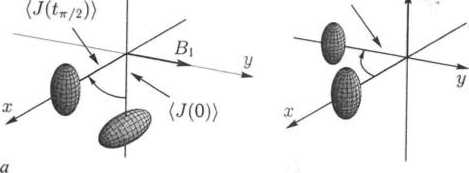 ⟨J(t_{π/2})⟩
B₁
y
⟨J(0)⟩
x
a
y
x